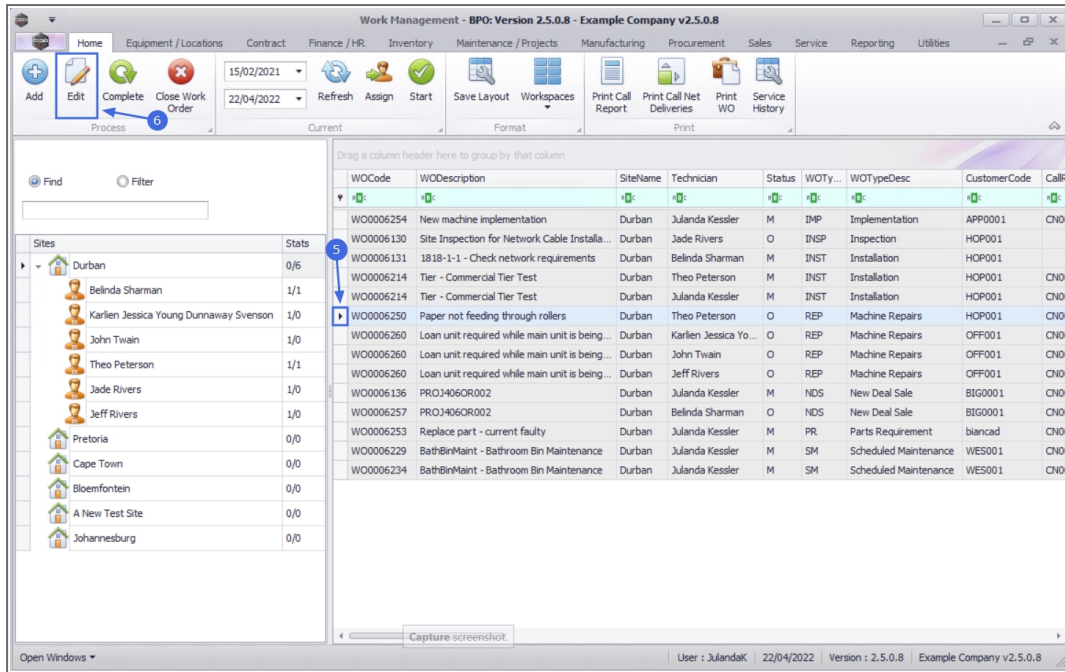 Work Management - BPO: Version 2.5.0.8 - Example Company v2.5.0.8
Home Equipment / Locations Contract Finance / HR Inventory Maintenance / Projects Manufacturing Procurement Sales Service Reporting Utilities
15/02/2021
22/04/2022
Add Edit Complete Close Work Order Refresh Assign Start Save Layout Workspaces Print Call Report Print Call Net Deliveries Print WO Service History
6
Process Current Format Print
Drag a column header here to group by that column
Find Filter
WOCode WODescription SiteName Technician Status WOTy... WOTypeDesc CustomerCode CallR
Sites Stats
Durban 0/6
Belinda Sharman 1/1
Karlien Jessica Young Dunnaway Svenson 1/0
John Twain 1/0
Theo Peterson 1/1
Jade Rivers 1/0
Jeff Rivers 1/0
Pretoria 0/0
Cape Town 0/0
Bloemfontein 0/0
A New Test Site 0/0
Johannesburg 0/0
5
WO0006254 New machine implementation Durban Julanda Kessler M IMP Implementation APP0001 CN0
WO0006130 Site Inspection for Network Cable Installa... Durban Jade Rivers O INSP Inspection HOP001
WO0006131 1818-1-1 - Check network requirements Durban Belinda Sharman M INST Installation HOP001
WO0006214 Tier - Commercial Tier Test Durban Theo Peterson M INST Installation HOP001 CN0
WO0006214 Tier - Commercial Tier Test Durban Julanda Kessler M INST Installation HOP001 CN0
WO0006250 Paper not feeding through rollers Durban Theo Peterson O REP Machine Repairs HOP001 CN0
WO0006260 Loan unit required while main unit is being... Durban Karlien Jessica Yo... O REP Machine Repairs OFF001 CN0
WO0006260 Loan unit required while main unit is being... Durban John Twain O REP Machine Repairs OFF001 CN0
WO0006260 Loan unit required while main unit is being... Durban Jeff Rivers O REP Machine Repairs OFF001 CN0
WO0006136 PROJ406OR002 Durban Julanda Kessler M NDS New Deal Sale BIG0001 CN0
WO0006257 PROJ406OR002 Durban Belinda Sharman O NDS New Deal Sale BIG0001 CN0
WO0006253 Replace part - current faulty Durban Julanda Kessler M PR Parts Requirement biancad CN0
WO0006229 BathBinMaint - Bathroom Bin Maintenance Durban Julanda Kessler M SM Scheduled Maintenance WES001 CN0
WO0006234 BathBinMaint - Bathroom Bin Maintenance Durban Julanda Kessler M SM Scheduled Maintenance WES001 CN0
Capture screenshot.
Open Windows User : JulandaK 22/04/2022 Version : 2.5.0.8 Example Company v2.5.0.8